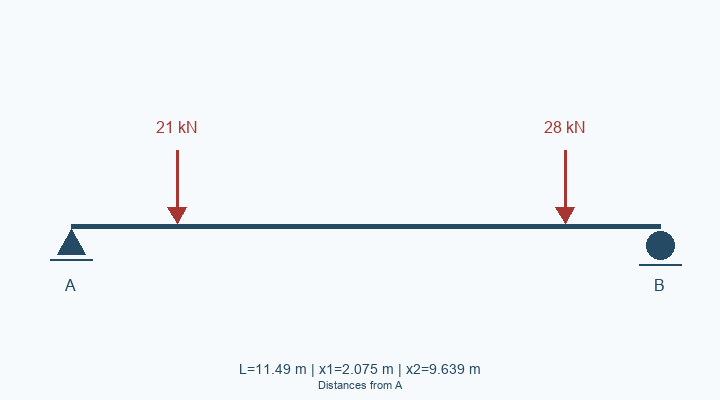 21 kN 28 kN
A B
L=11.49 m | x1=2.075 m | x2=9.639 m
Distances from A